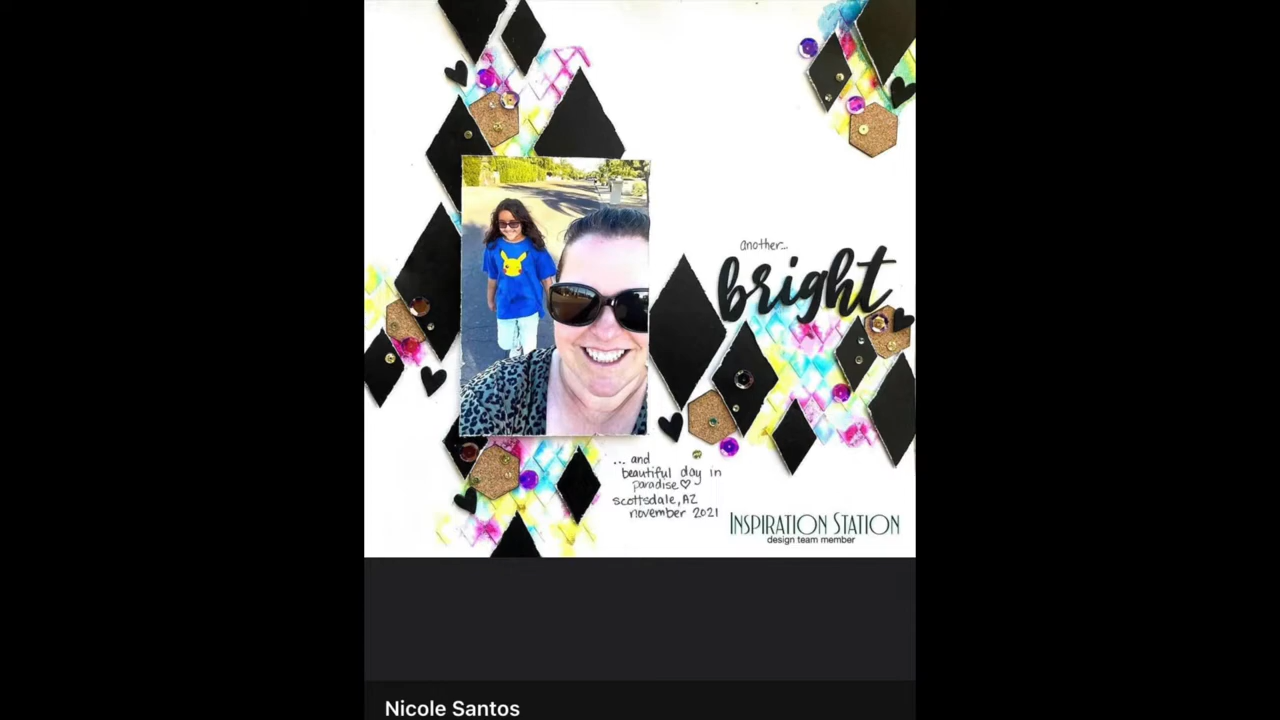 another...
bright
... and
beautiful day in
paradise♡
scottsdale, AZ
november 2021
INSPIRATION STATION
design team member
Nicole Santos